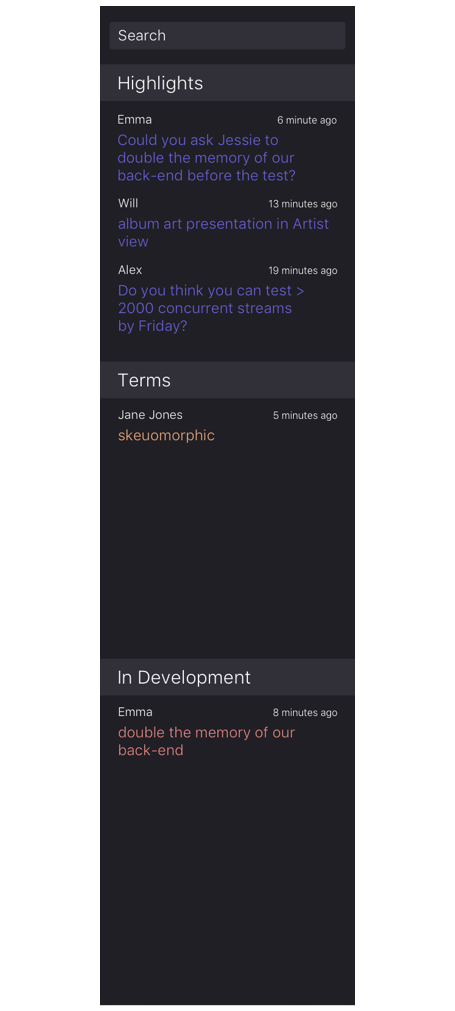 Search
Highlights
Emma 6 minute ago
Could you ask Jessie to
double the memory of our
back-end before the test?
Will 13 minutes ago
album art presentation in Artist
view
Alex 19 minutes ago
Do you think you can test >
2000 concurrent streams
by Friday?
Terms
Jane Jones 5 minutes ago
skeuomorphic
In Development
Emma 8 minutes ago
double the memory of our
back-end